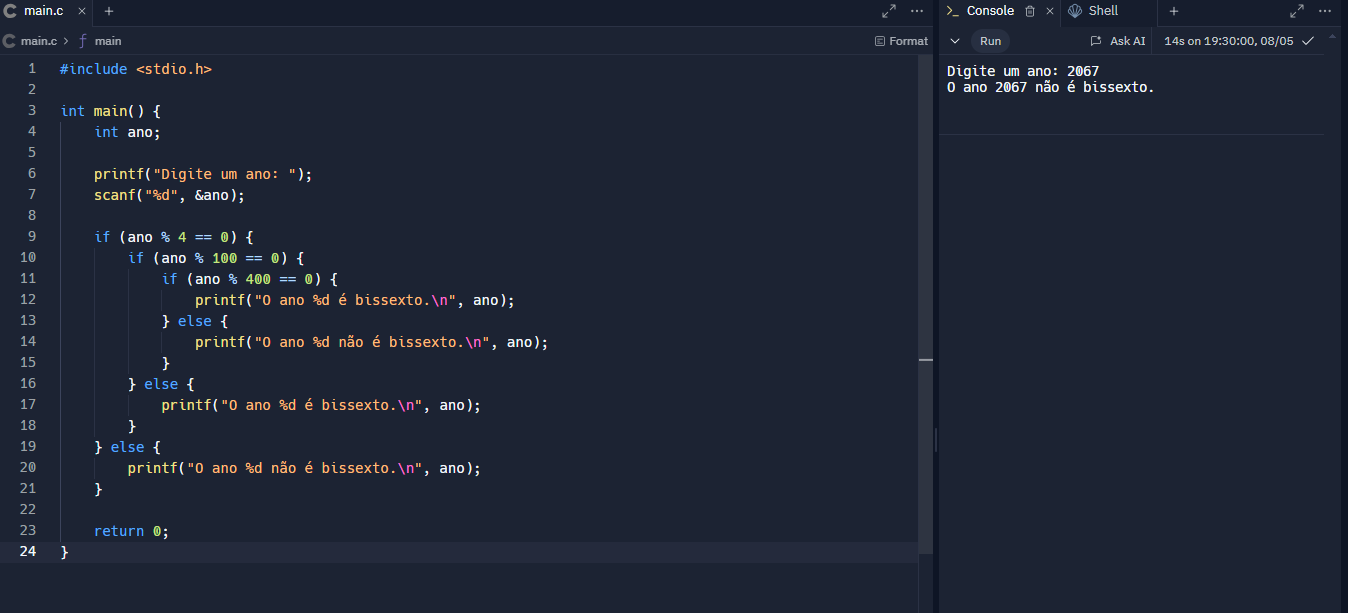 main.c × +
main.c > ƒ main
Format
1 #include <stdio.h>
2
3 int main() {
4     int ano;
5
6     printf("Digite um ano: ");
7     scanf("%d", &ano);
8
9     if (ano % 4 == 0) {
10         if (ano % 100 == 0) {
11             if (ano % 400 == 0) {
12                 printf("O ano %d é bissexto.\n", ano);
13             } else {
14                 printf("O ano %d não é bissexto.\n", ano);
15             }
16         } else {
17             printf("O ano %d é bissexto.\n", ano);
18         }
19     } else {
20         printf("O ano %d não é bissexto.\n", ano);
21     }
22
23     return 0;
24 }
Console × Shell +
Run Ask AI 14s on 19:30:00, 08/05
Digite um ano: 2067
O ano 2067 não é bissexto.